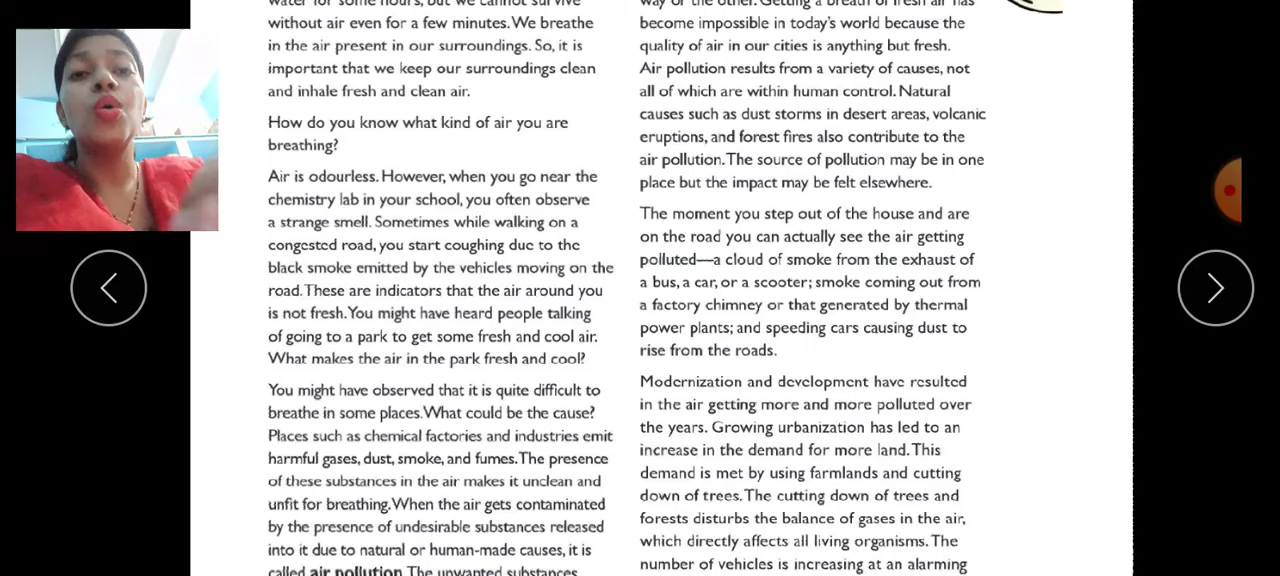 water for some hours, but we cannot survive
without air even for a few minutes. We breathe
in the air present in our surroundings. So, it is
important that we keep our surroundings clean
and inhale fresh and clean air.
How do you know what kind of air you are
breathing?
Air is odourless. However, when you go near the
chemistry lab in your school, you often observe
a strange smell. Sometimes while walking on a
congested road, you start coughing due to the
black smoke emitted by the vehicles moving on the
road. These are indicators that the air around you
is not fresh. You might have heard people talking
of going to a park to get some fresh and cool air.
What makes the air in the park fresh and cool?
You might have observed that it is quite difficult to
breathe in some places. What could be the cause?
Places such as chemical factories and industries emit
harmful gases, dust, smoke, and fumes. The presence
of these substances in the air makes it unclean and
unfit for breathing. When the air gets contaminated
by the presence of undesirable substances released
into it due to natural or human-made causes, it is
called air pollution. The unwanted substances
way or the other. Getting a breath of fresh air has
become impossible in today's world because the
quality of air in our cities is anything but fresh.
Air pollution results from a variety of causes, not
all of which are within human control. Natural
causes such as dust storms in desert areas, volcanic
eruptions, and forest fires also contribute to the
air pollution. The source of pollution may be in one
place but the impact may be felt elsewhere.
The moment you step out of the house and are
on the road you can actually see the air getting
polluted—a cloud of smoke from the exhaust of
a bus, a car, or a scooter; smoke coming out from
a factory chimney or that generated by thermal
power plants; and speeding cars causing dust to
rise from the roads.
Modernization and development have resulted
in the air getting more and more polluted over
the years. Growing urbanization has led to an
increase in the demand for more land. This
demand is met by using farmlands and cutting
down of trees. The cutting down of trees and
forests disturbs the balance of gases in the air,
which directly affects all living organisms. The
number of vehicles is increasing at an alarming